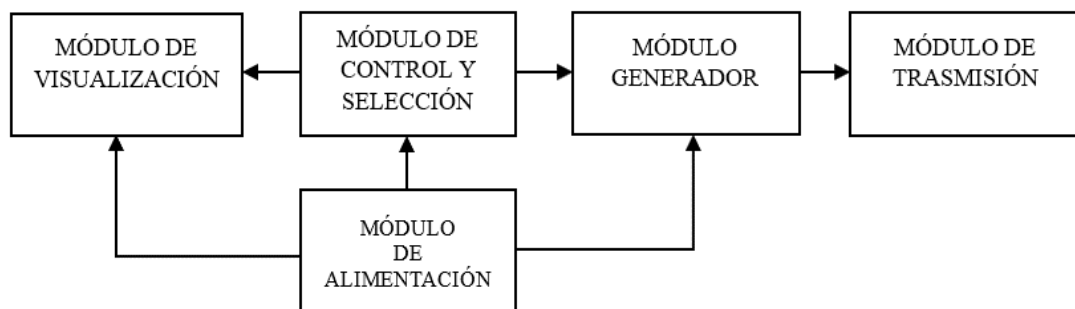 MÓDULO DE
VISUALIZACIÓN
MÓDULO DE
CONTROL Y
SELECCIÓN
MÓDULO
GENERADOR
MÓDULO DE
TRASMISIÓN
MÓDULO
DE
ALIMENTACIÓN